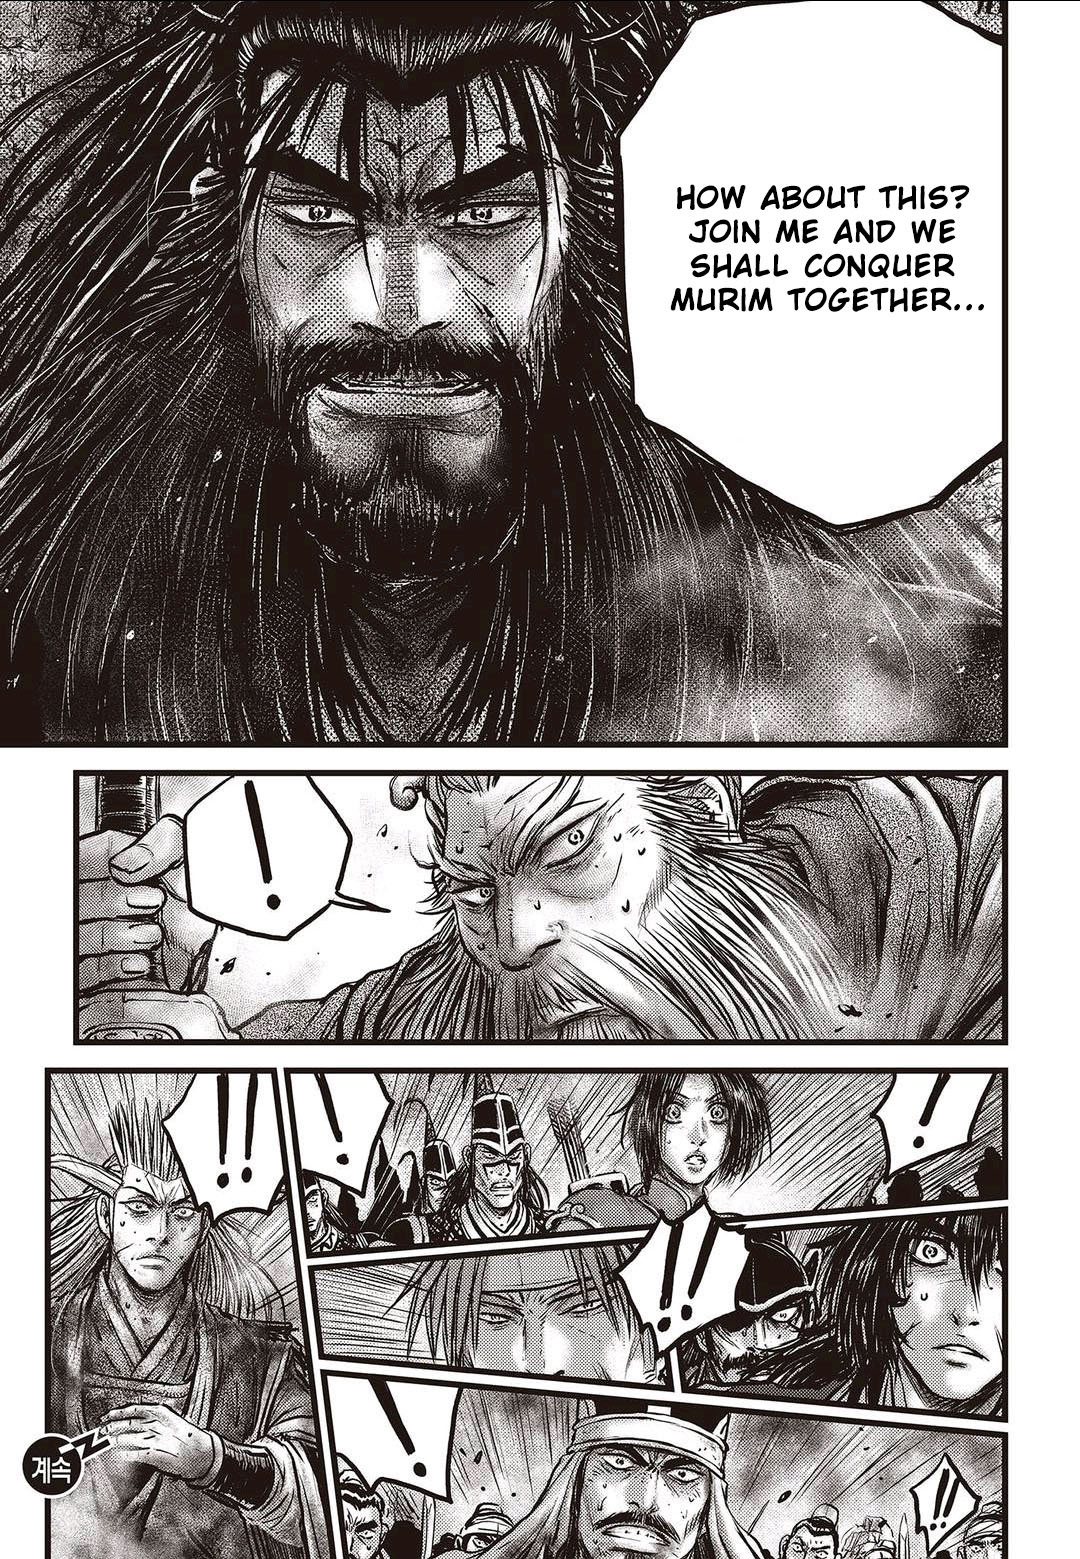 HOW ABOUT THIS?
JOIN ME AND WE
SHALL CONQUER
MURIM TOGETHER...
!
!!
!
!!
!!
!
계속